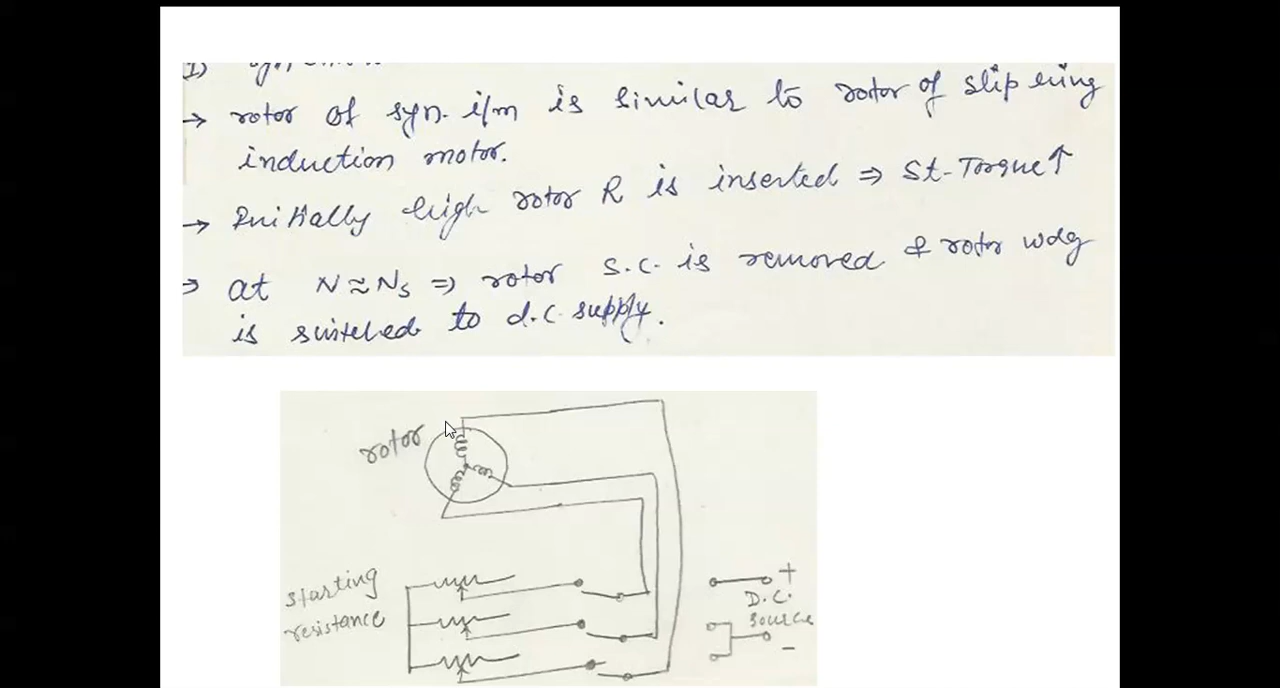 → rotor of syn. i/m is similar to rotor of slip ring
induction motor.
→ Initially high rotor R is inserted ⇒ St-Torque↑
→ at N≈Ns ⇒ rotor S.C. is removed & rotor wdg
is switched to d.c. supply.
rotor
starting
resistance
+
D.C.
source
-